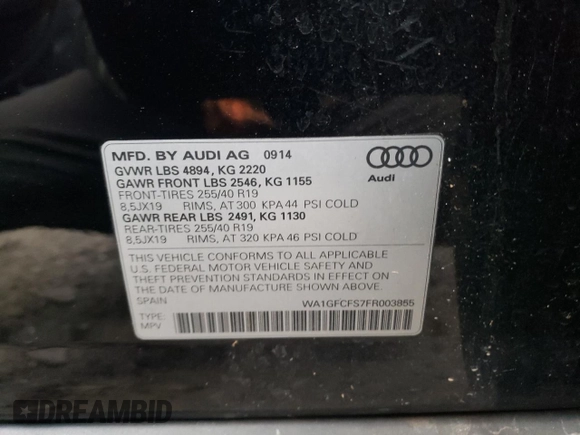 MFD. BY AUDI AG 0914
GVWR LBS 4894, KG 2220
GAWR FRONT LBS 2546, KG 1155
FRONT-TIRES 255/40 R19
8,5JX19 RIMS, AT 300 KPA 44 PSI COLD
GAWR REAR LBS 2491, KG 1130
REAR-TIRES 255/40 R19
8,5JX19 RIMS, AT 320 KPA 46 PSI COLD
Audi
THIS VEHICLE CONFORMS TO ALL APPLICABLE
U.S. FEDERAL MOTOR VEHICLE SAFETY AND
THEFT PREVENTION STANDARDS
IN EFFECT ON THE DATE OF MANUFACTURE
SHOWN ABOVE.
SPAIN WA1GFCFS7FR003855
TYPE:
MPV
DREAMBID